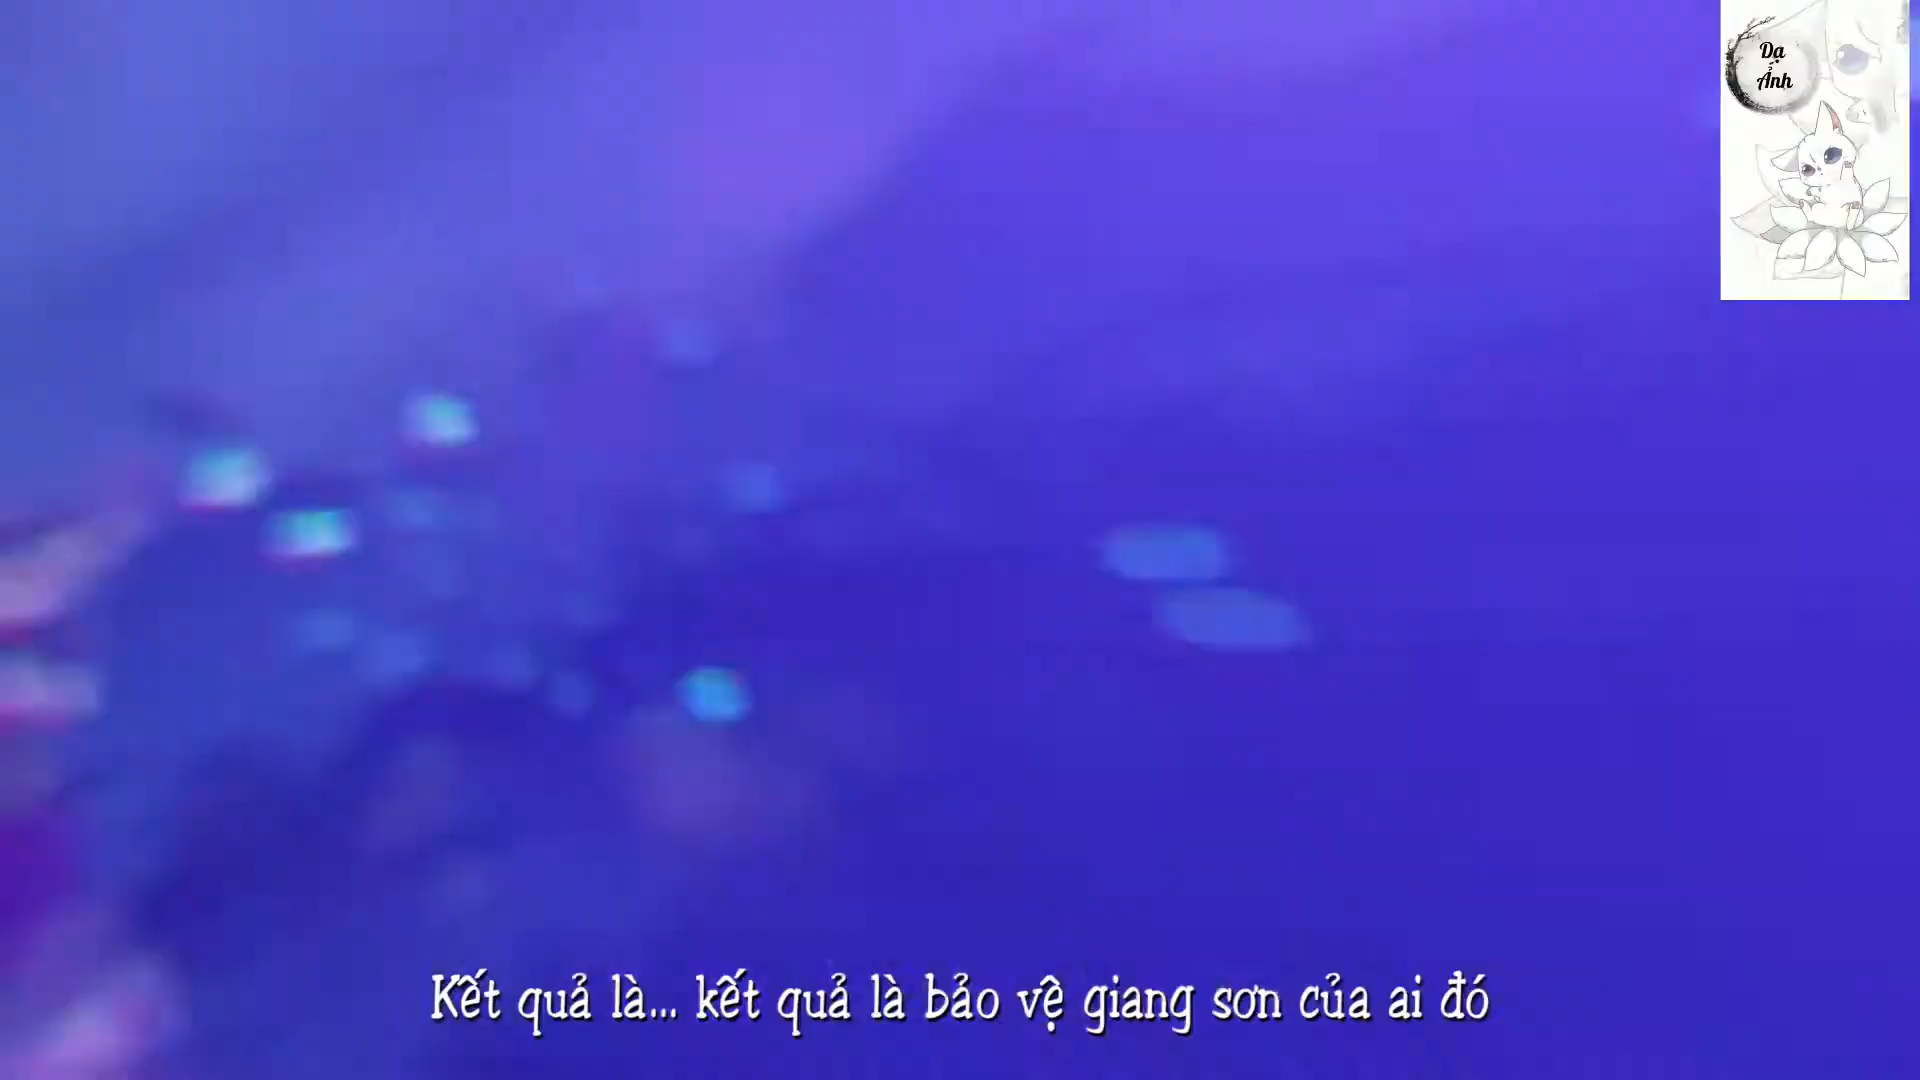 Dạ
Ảnh
Kết quả là... kết quả là bảo vệ giang sơn của ai đó